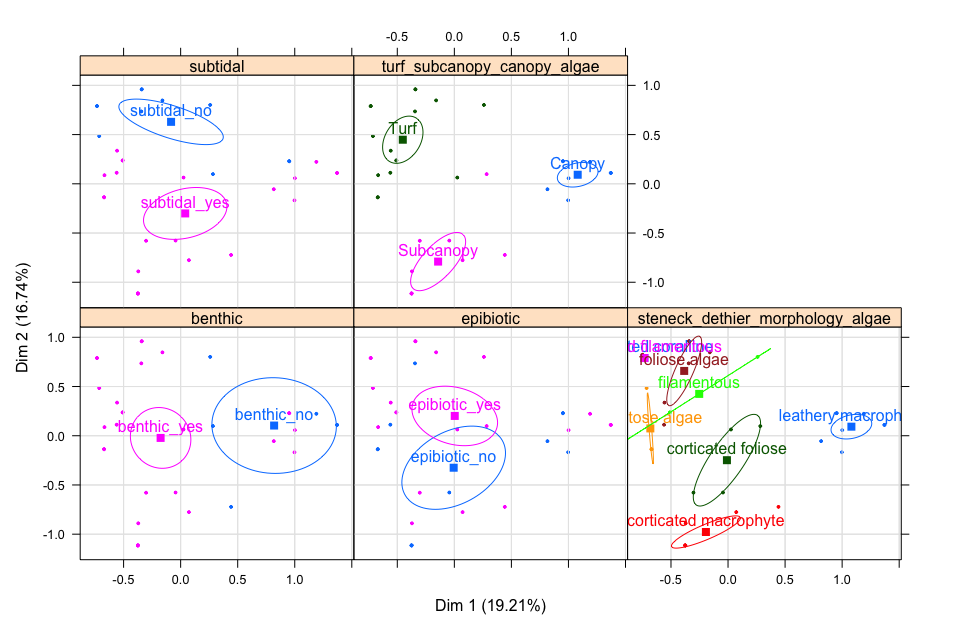 -0.5 0.0 0.5 1.0
subtidal turf_subcanopy_canopy_algae
subtidal_no
subtidal_yes
Turf
Canopy
Subcanopy
1.0
0.5
0.0
-0.5
-1.0
benthic epibiotic steneck_dethier_morphology_algae
1.0
0.5
0.0
-0.5
-1.0
benthic_yes
benthic_no
epibiotic_yes
epibiotic_no
foliose algae
filamentous
tose algae
leathery macroph
corticated foliose
corticated macrophyte
-0.5 0.0 0.5 1.0 -0.5 0.0 0.5 1.0
Dim 1 (19.21%)
Dim 2 (16.74%)